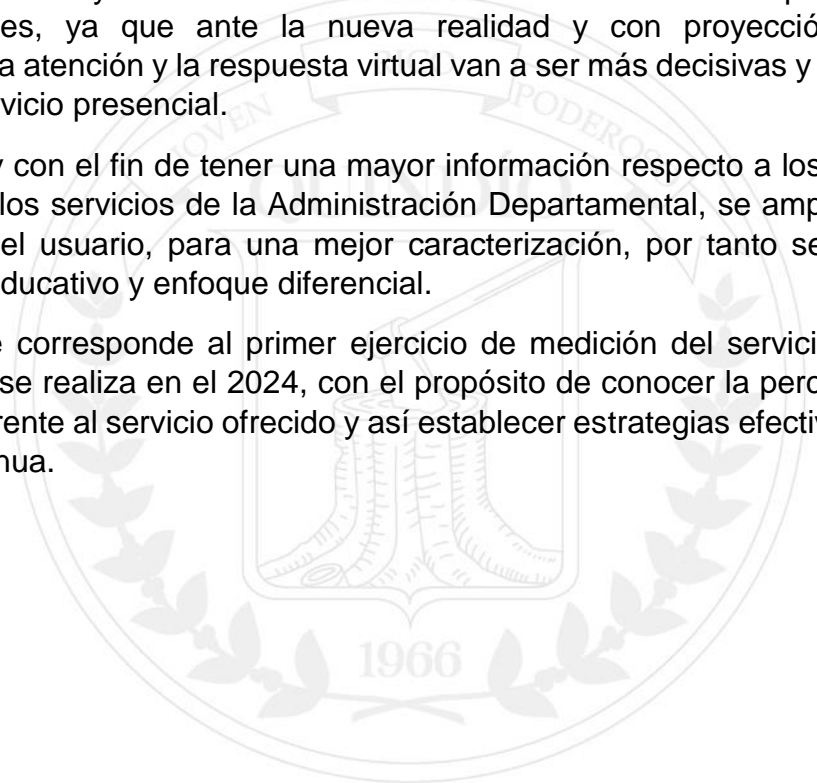 es, ya que ante la nueva realidad y con proyecció
a atención y la respuesta virtual van a ser más decisivas y
vicio presencial.
y con el fin de tener una mayor información respecto a los
los servicios de la Administración Departamental, se amp
el usuario, para una mejor caracterización, por tanto se
ducativo y enfoque diferencial.
e corresponde al primer ejercicio de medición del servici
se realiza en el 2024, con el propósito de conocer la perc
rente al servicio ofrecido y así establecer estrategias efectiv
nua.
JOVEN RICO PODEROSO
QUINDÍO
1966